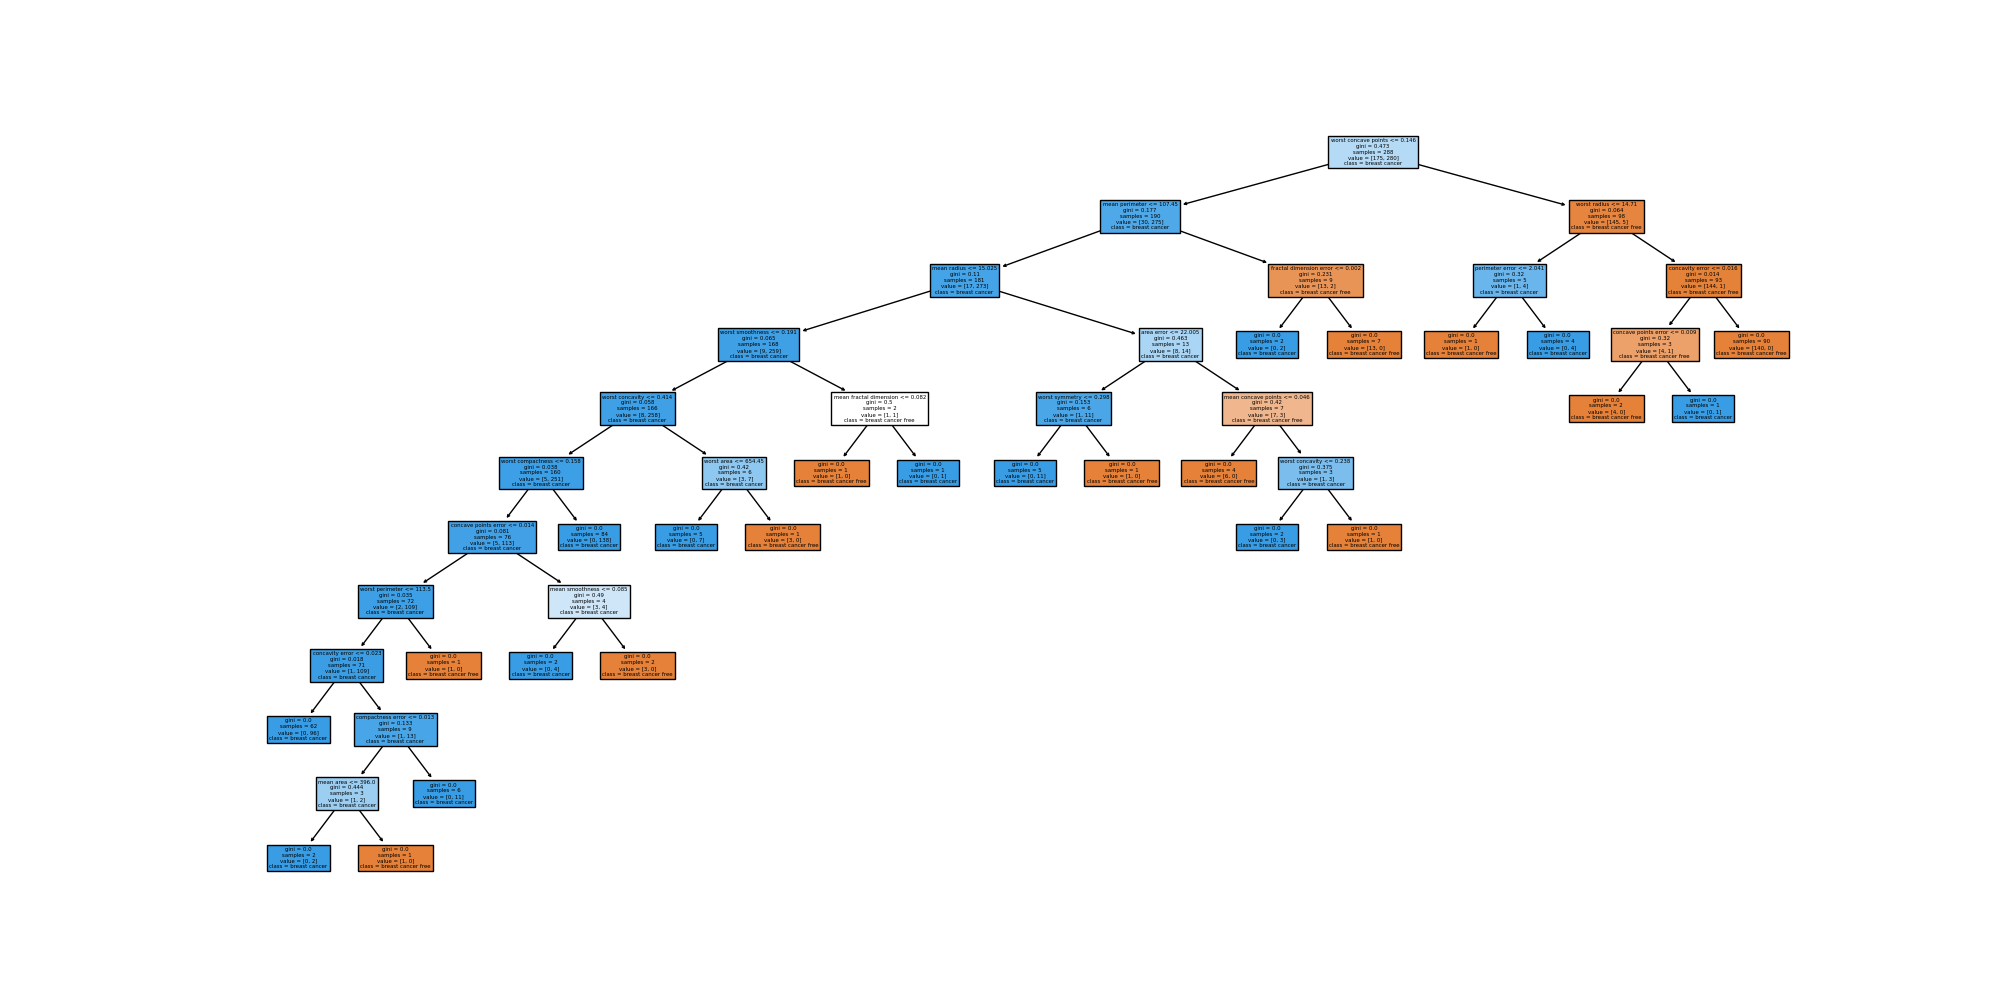 worst concave points <= 0.146
gini = 0.473
samples = 288
value = [175, 280]
class = breast cancer
mean perimeter <= 107.45
gini = 0.177
samples = 190
value = [30, 275]
class = breast cancer
worst radius <= 14.71
gini = 0.064
samples = 98
value = [145, 5]
class = breast cancer free
mean radius <= 15.025
gini = 0.11
samples = 181
value = [17, 273]
class = breast cancer
fractal dimension error <= 0.002
gini = 0.231
samples = 9
value = [13, 2]
class = breast cancer free
perimeter error <= 2.041
gini = 0.32
samples = 5
value = [1, 4]
class = breast cancer
concavity error <= 0.016
gini = 0.014
samples = 93
value = [144, 1]
class = breast cancer free
worst smoothness <= 0.191
gini = 0.065
samples = 168
value = [9, 259]
class = breast cancer
area error <= 22.005
gini = 0.463
samples = 13
value = [8, 14]
class = breast cancer
gini = 0.0
samples = 2
value = [0, 2]
class = breast cancer
gini = 0.0
samples = 7
value = [13, 0]
class = breast cancer free
gini = 0.0
samples = 1
value = [1, 0]
class = breast cancer free
gini = 0.0
samples = 4
value = [0, 4]
class = breast cancer
concave points error <= 0.009
gini = 0.32
samples = 3
value = [4, 1]
class = breast cancer free
gini = 0.0
samples = 90
value = [140, 0]
class = breast cancer free
worst concavity <= 0.414
gini = 0.058
samples = 166
value = [8, 258]
class = breast cancer
mean fractal dimension <= 0.082
gini = 0.5
samples = 2
value = [1, 1]
class = breast cancer free
worst symmetry <= 0.298
gini = 0.153
samples = 6
value = [1, 11]
class = breast cancer
mean concave points <= 0.046
gini = 0.42
samples = 7
value = [7, 3]
class = breast cancer free
gini = 0.0
samples = 2
value = [4, 0]
class = breast cancer free
gini = 0.0
samples = 1
value = [0, 1]
class = breast cancer
worst compactness <= 0.158
gini = 0.038
samples = 160
value = [5, 251]
class = breast cancer
worst area <= 654.45
gini = 0.42
samples = 6
value = [3, 7]
class = breast cancer
gini = 0.0
samples = 1
value = [1, 0]
class = breast cancer free
gini = 0.0
samples = 1
value = [0, 1]
class = breast cancer
gini = 0.0
samples = 5
value = [0, 11]
class = breast cancer
gini = 0.0
samples = 1
value = [1, 0]
class = breast cancer free
gini = 0.0
samples = 4
value = [6, 0]
class = breast cancer free
worst concavity <= 0.238
gini = 0.375
samples = 3
value = [1, 3]
class = breast cancer
concave points error <= 0.014
gini = 0.081
samples = 76
value = [5, 113]
class = breast cancer
gini = 0.0
samples = 84
value = [0, 138]
class = breast cancer
gini = 0.0
samples = 5
value = [0, 7]
class = breast cancer
gini = 0.0
samples = 1
value = [3, 0]
class = breast cancer free
gini = 0.0
samples = 2
value = [0, 3]
class = breast cancer
gini = 0.0
samples = 1
value = [1, 0]
class = breast cancer free
worst perimeter <= 113.5
gini = 0.035
samples = 72
value = [2, 109]
class = breast cancer
mean smoothness <= 0.085
gini = 0.49
samples = 4
value = [3, 4]
class = breast cancer
concavity error <= 0.023
gini = 0.018
samples = 71
value = [1, 109]
class = breast cancer
gini = 0.0
samples = 1
value = [1, 0]
class = breast cancer free
gini = 0.0
samples = 2
value = [0, 4]
class = breast cancer
gini = 0.0
samples = 2
value = [3, 0]
class = breast cancer free
gini = 0.0
samples = 62
value = [0, 96]
class = breast cancer
compactness error <= 0.013
gini = 0.133
samples = 9
value = [1, 13]
class = breast cancer
mean area <= 396.0
gini = 0.444
samples = 3
value = [1, 2]
class = breast cancer
gini = 0.0
samples = 6
value = [0, 11]
class = breast cancer
gini = 0.0
samples = 2
value = [0, 2]
class = breast cancer
gini = 0.0
samples = 1
value = [1, 0]
class = breast cancer free